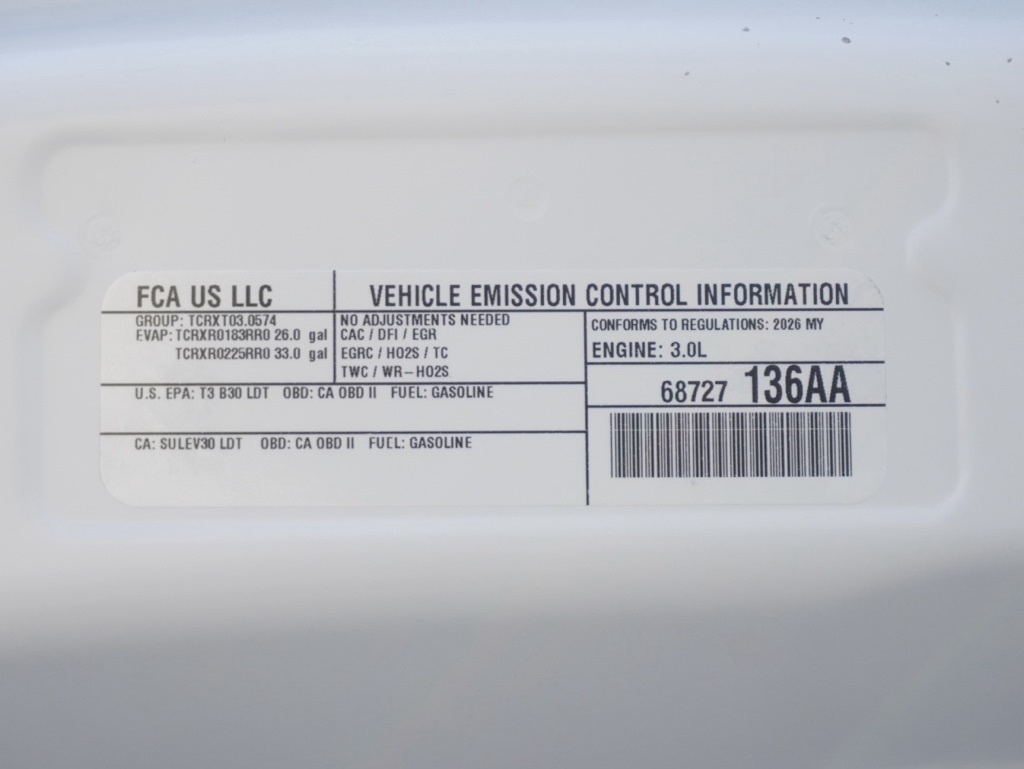 FCA US LLC
VEHICLE EMISSION CONTROL INFORMATION
GROUP: TCRXT03.0574
EVAP: TCRXR0183RR0 26.0 gal
TCRXR0225RR0 33.0 gal
NO ADJUSTMENTS NEEDED
CAC / DFI / EGR
EGRC / HO2S / TC
TWC / WR-HO2S
CONFORMS TO REGULATIONS: 2026 MY
ENGINE: 3.0L
68727 136AA
U.S. EPA: T3 B30 LDT OBD: CA OBD II FUEL: GASOLINE
CA: SULEV30 LDT OBD: CA OBD II FUEL: GASOLINE